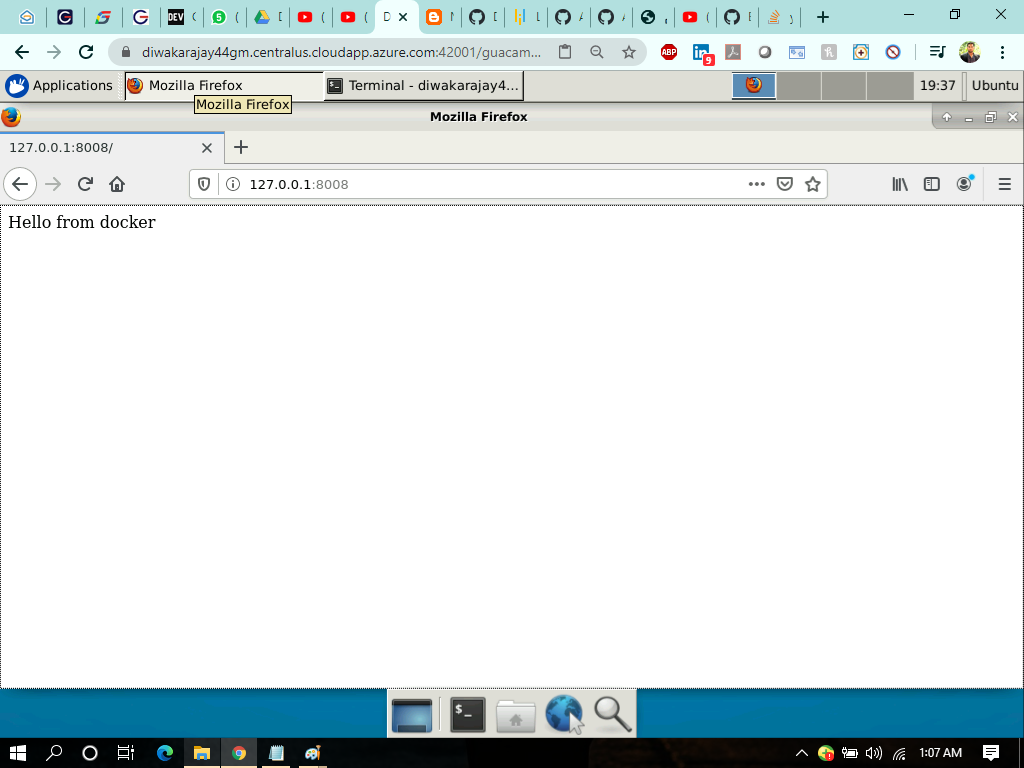 DEV
5
diwakarajay44gm.centralus.cloudapp.azure.com:42001/guacam...
ABP
9
Applications
Mozilla Firefox
Terminal - diwakarajay4...
19:37
Ubuntu
Mozilla Firefox
Mozilla Firefox
127.0.0.1:8008/
127.0.0.1:8008
Hello from docker
$_
1:07 AM